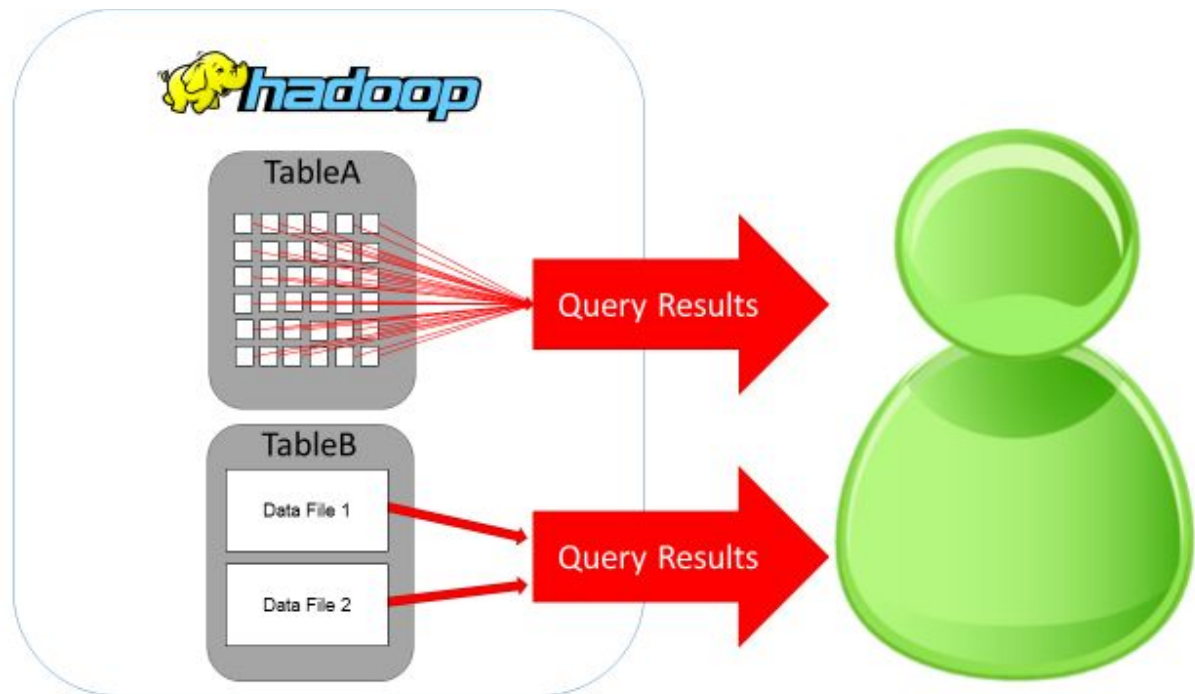 hadoop
TableA
Query Results
TableB
Data File 1
Data File 2
Query Results